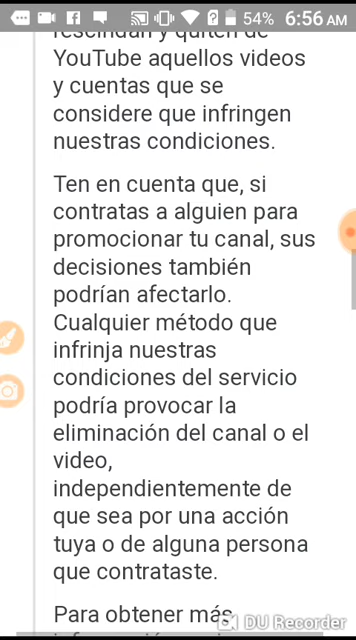 54% 6:56 AM
rescindan y quiten de
YouTube aquellos videos
y cuentas que se
considere que infringen
nuestras condiciones.
Ten en cuenta que, si
contratas a alguien para
promocionar tu canal, sus
decisiones también
podrían afectarlo.
Cualquier método que
infrinja nuestras
condiciones del servicio
podría provocar la
eliminación del canal o el
video,
independientemente de
que sea por una acción
tuya o de alguna persona
que contrataste.
Para obtener más
DU Recorder